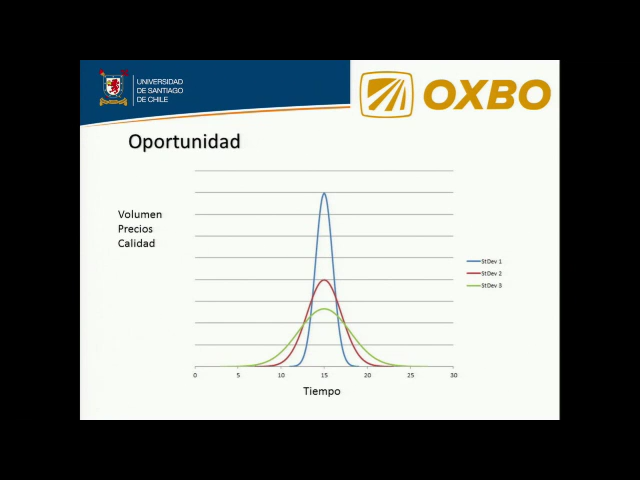 UNIVERSIDAD
DE SANTIAGO
DE CHILE
OXBO
Oportunidad
Volumen
Precios
Calidad
StDev 1
StDev 2
StDev 3
0 5 10 15 20 25 30
Tiempo